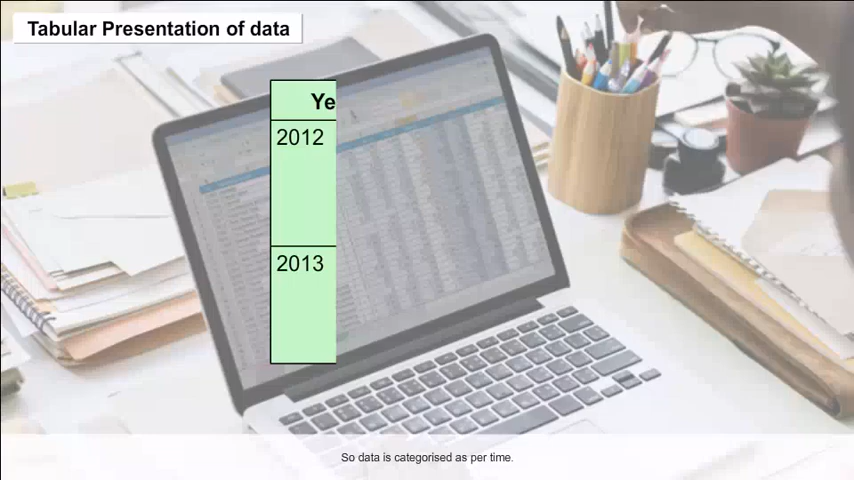 Tabular Presentation of data
Ye
2012
2013
So data is categorised as per time.